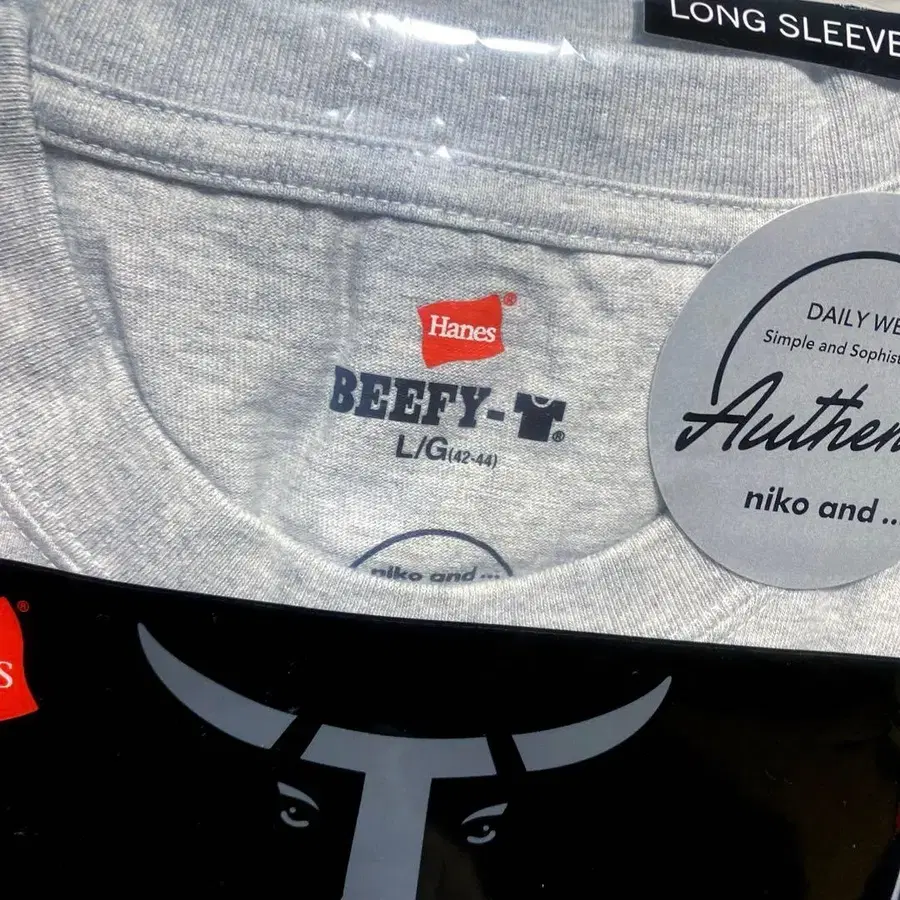 LONG SLEEVE
Hanes
BEEFY-
L/G(42-44)
niko and ...
DAILY WE
Simple and Sophist
Authen
niko and ...
s
T